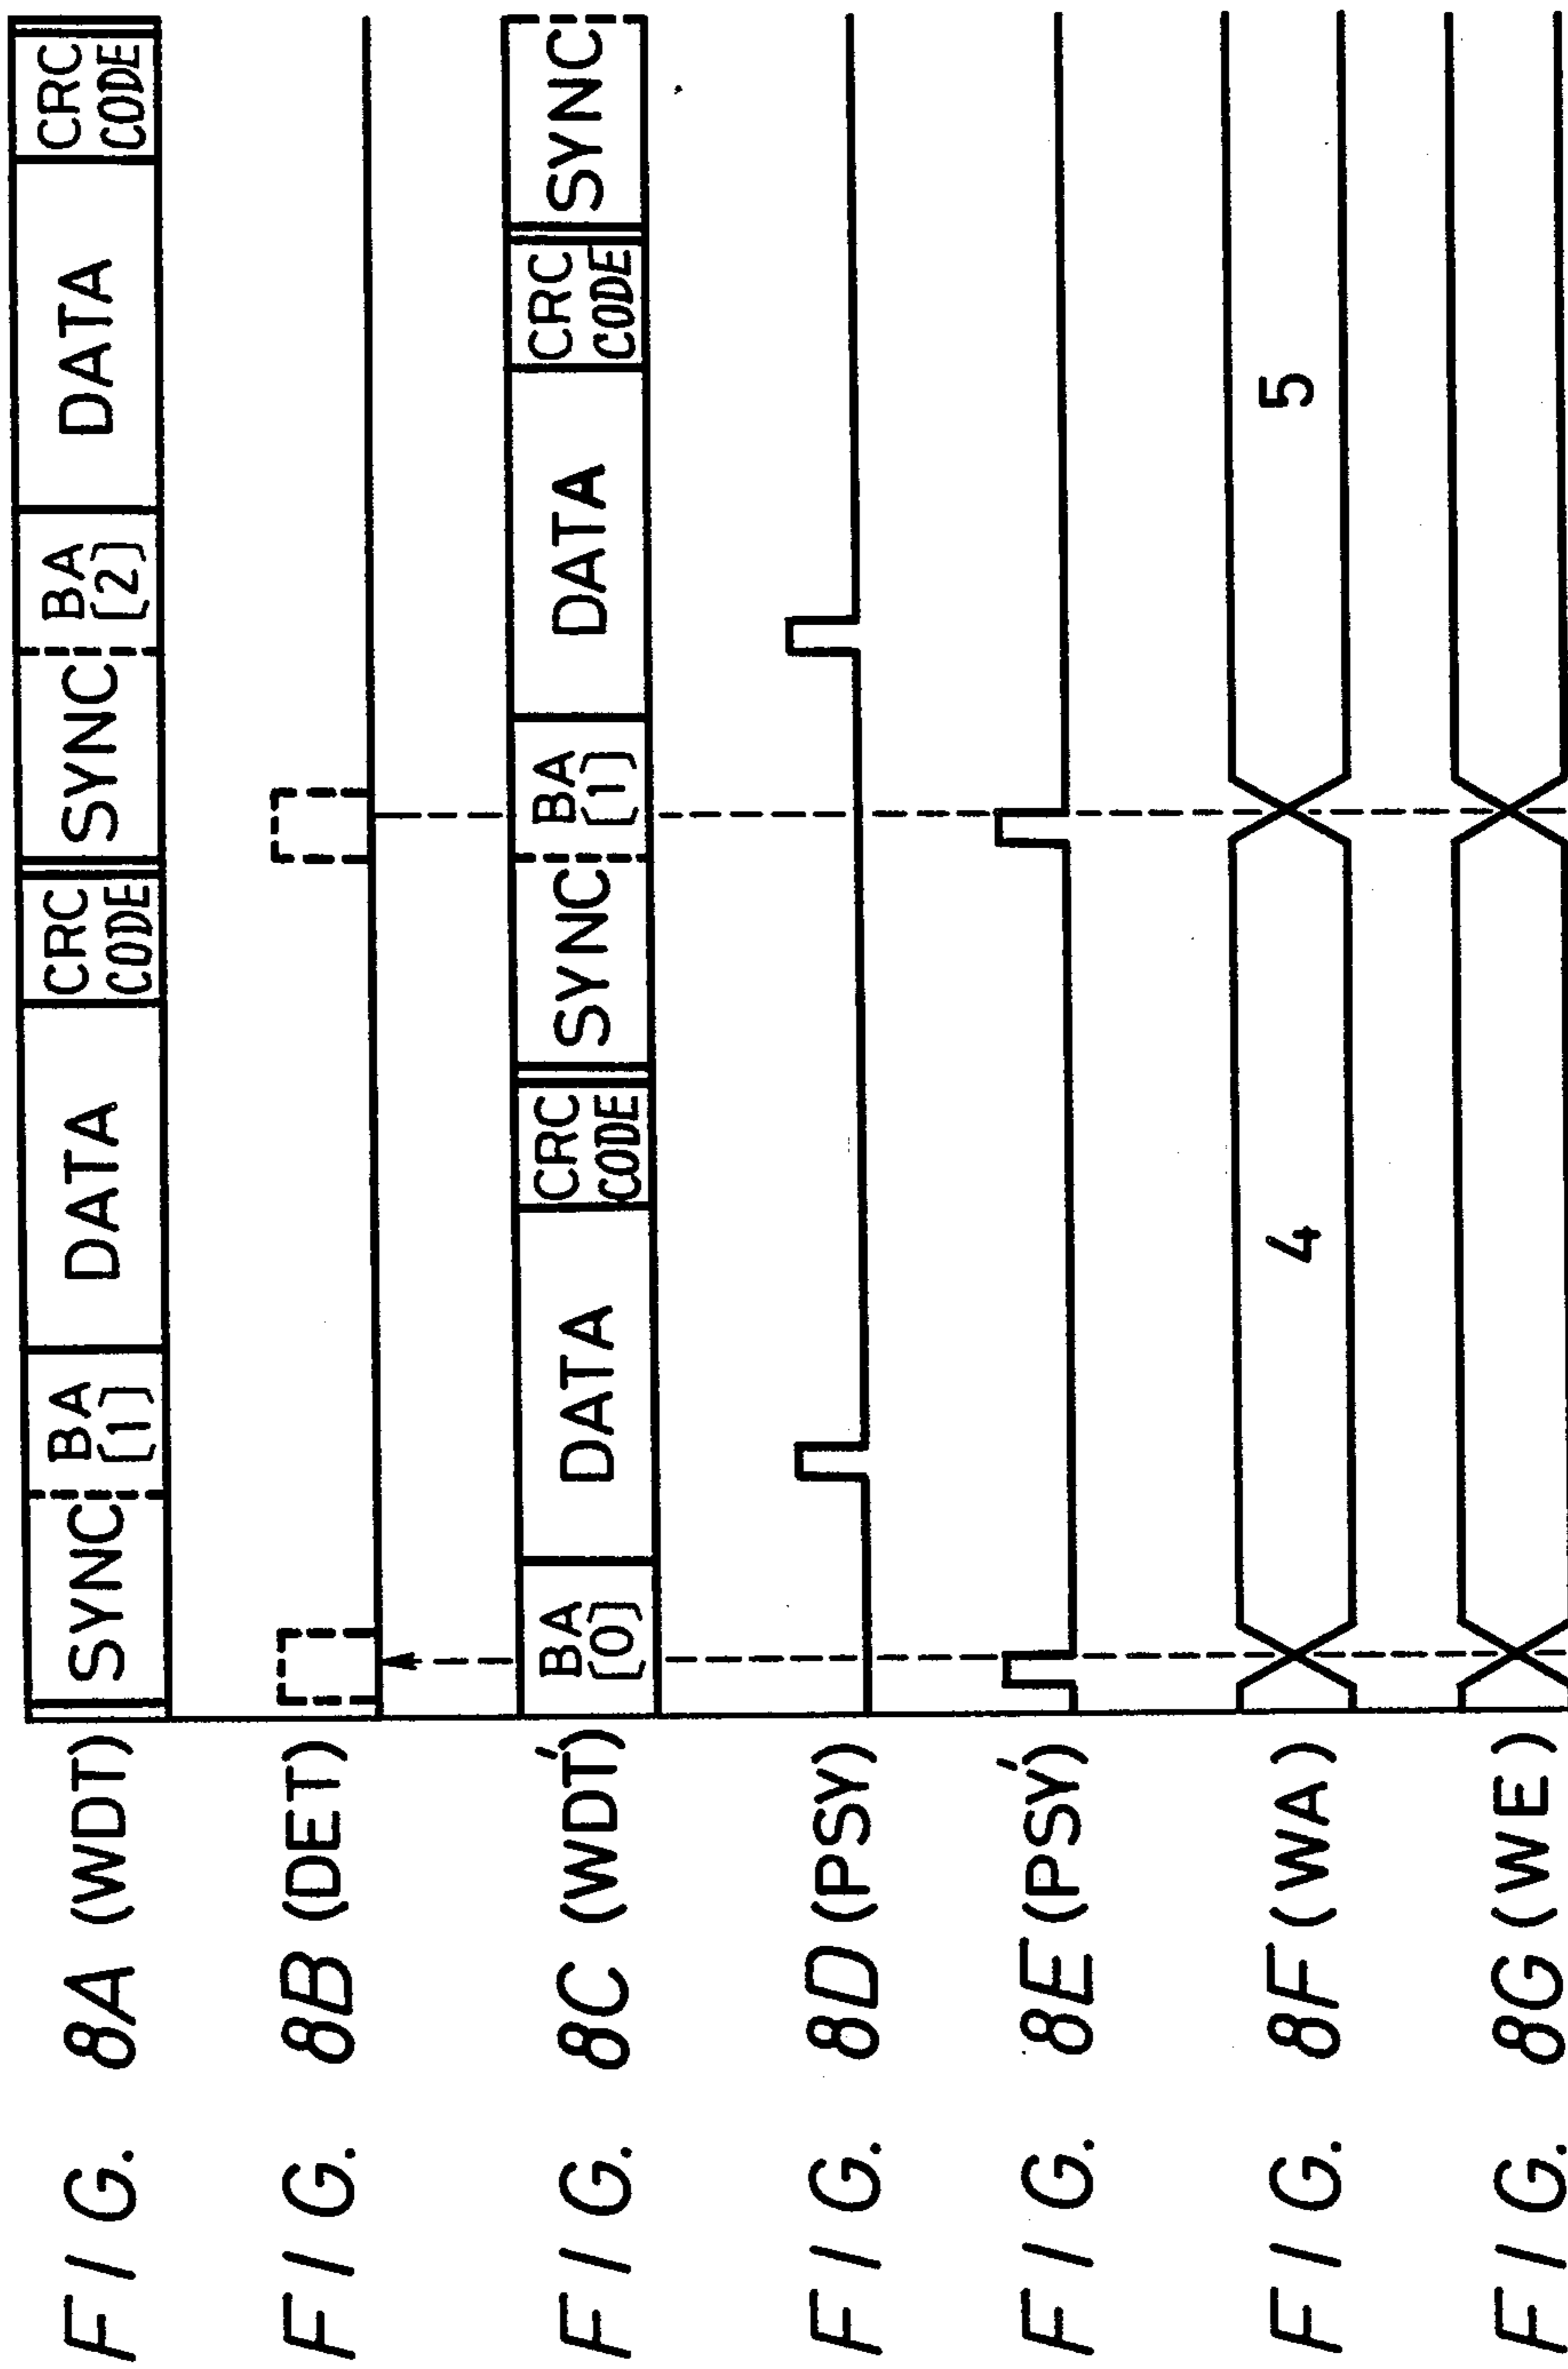 FIG. 8A (WDT) SYNC BA [1] DATA CRC CODE SYNC BA [2] DATA CRC CODE
FIG. 8B (DET)
FIG. 8C (WDT') BA [0] DATA CRC CODE SYNC BA [1] DATA CRC CODE SYNC
FIG. 8D (PSY)
FIG. 8E (PSY')
FIG. 8F (WA) 4 5
FIG. 8G (WE)